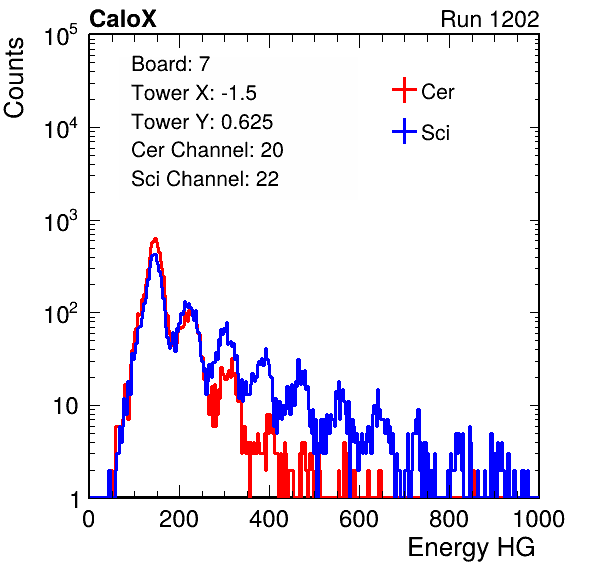 CaloX Run 1202
Counts
10^5
10^4
10^3
10^2
10
1
Board: 7
Tower X: -1.5
Tower Y: 0.625
Cer Channel: 20
Sci Channel: 22
Cer
Sci
0 200 400 600 800 1000
Energy HG